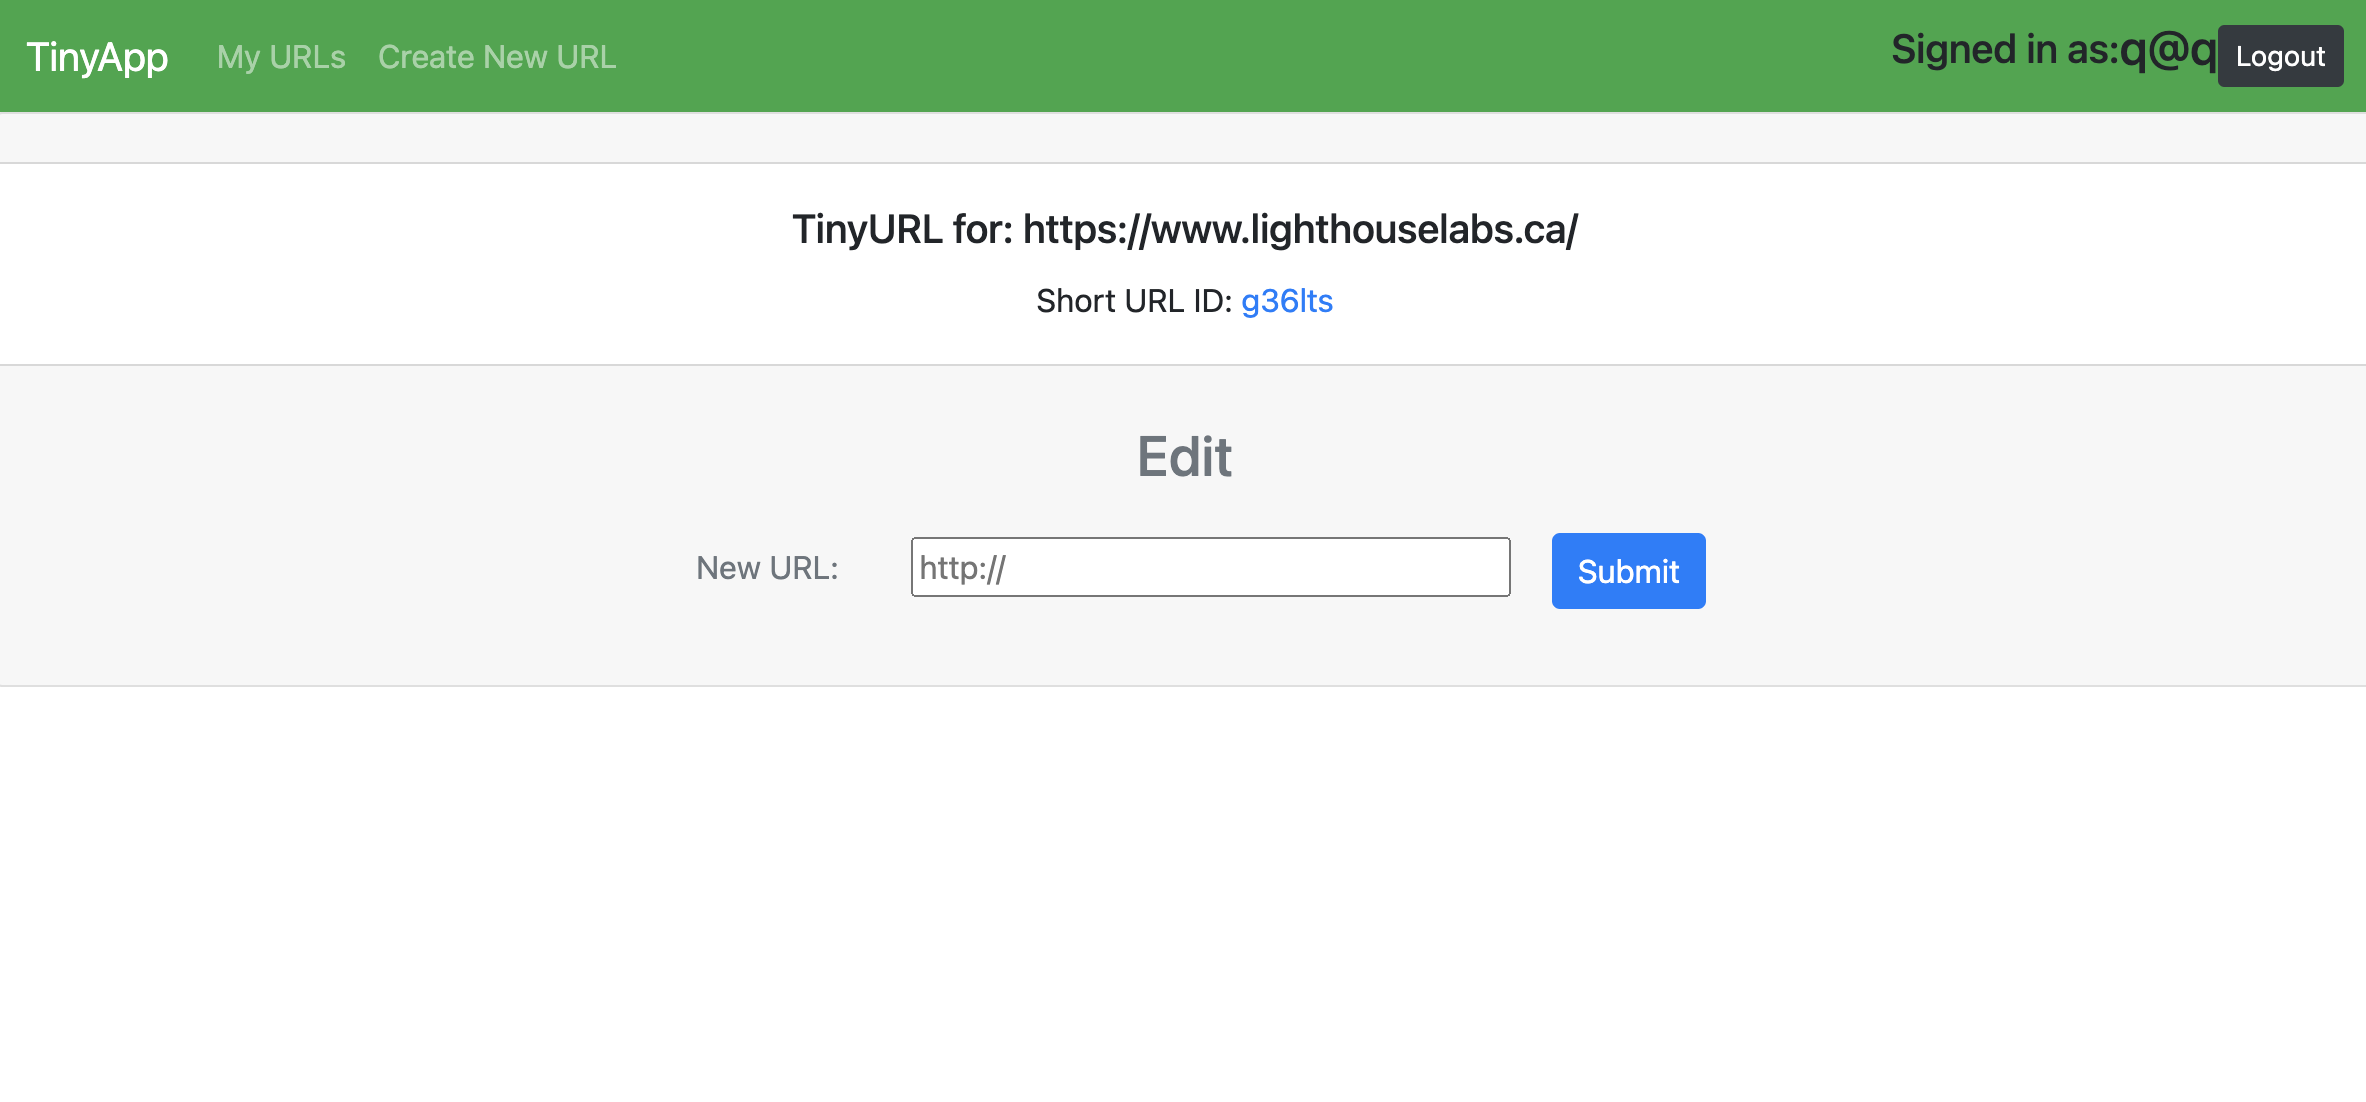 TinyApp My URLs Create New URL Signed in as:q@q Logout
TinyURL for: https://www.lighthouselabs.ca/
Short URL ID: g36lts
Edit
New URL: http:// Submit